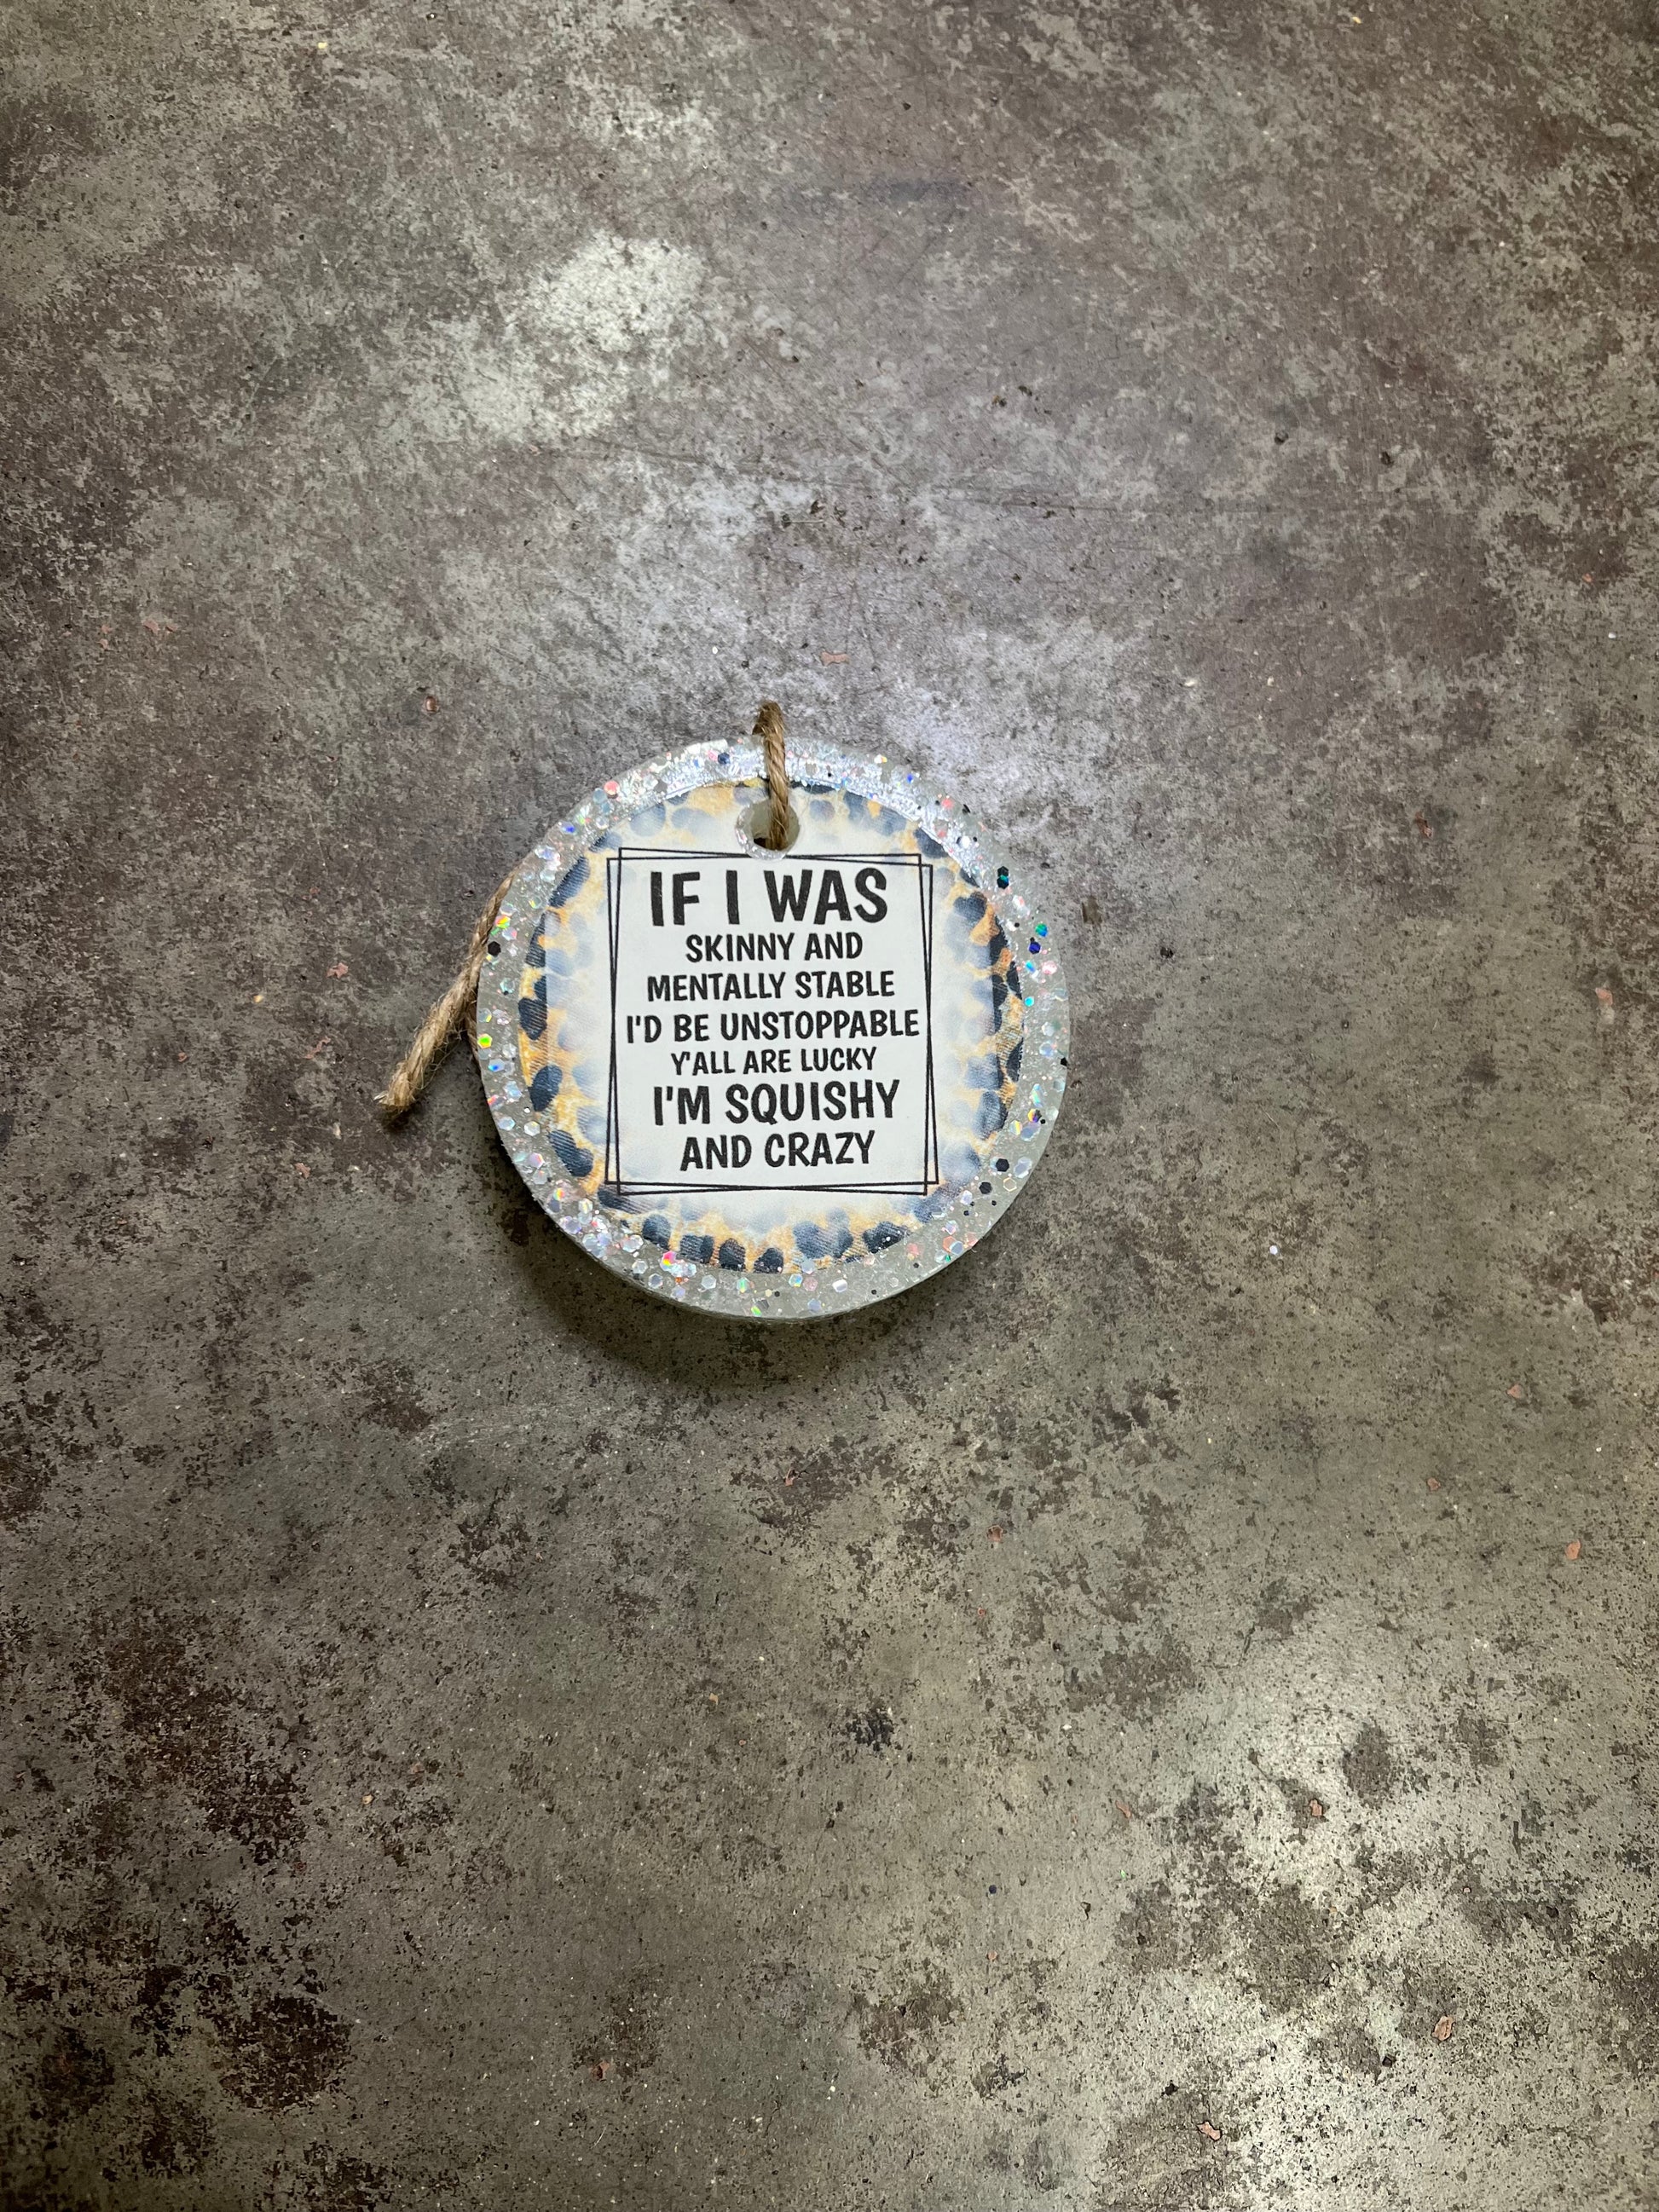 IF I WAS
SKINNY AND
MENTALLY STABLE
I'D BE UNSTOPPABLE
Y'ALL ARE LUCKY
I'M SQUISHY
AND CRAZY